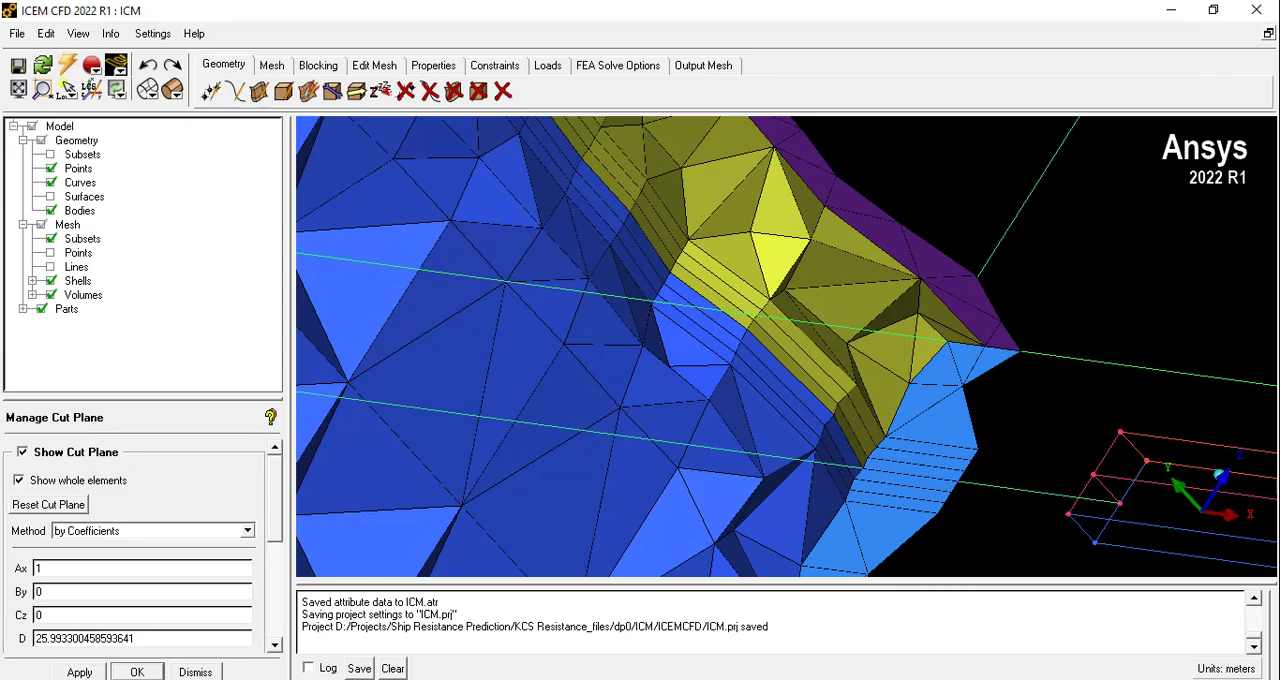 ICEM CFD 2022 R1 : ICM
File Edit View Info Settings Help
Geometry Mesh Blocking Edit Mesh Properties Constraints Loads FEA Solve Options Output Mesh
Model
Geometry
Subsets
Points
Curves
Surfaces
Bodies
Mesh
Subsets
Points
Lines
Shells
Volumes
Parts
Ansys
2022 R1
Manage Cut Plane
Show Cut Plane
Show whole elements
Reset Cut Plane
Method by Coefficients
Ax 1
By 0
Cz 0
D 25.993300458593641
Apply OK Dismiss
Y Z X
Saved attribute data to ICM.atr
Saving project settings to "ICM.prj"
Project D:/Projects/Ship Resistance Prediction/KCS Resistance_files/dp0/ICM/ICEMCFD/ICM.prj saved
Log Save Clear
Units: meters